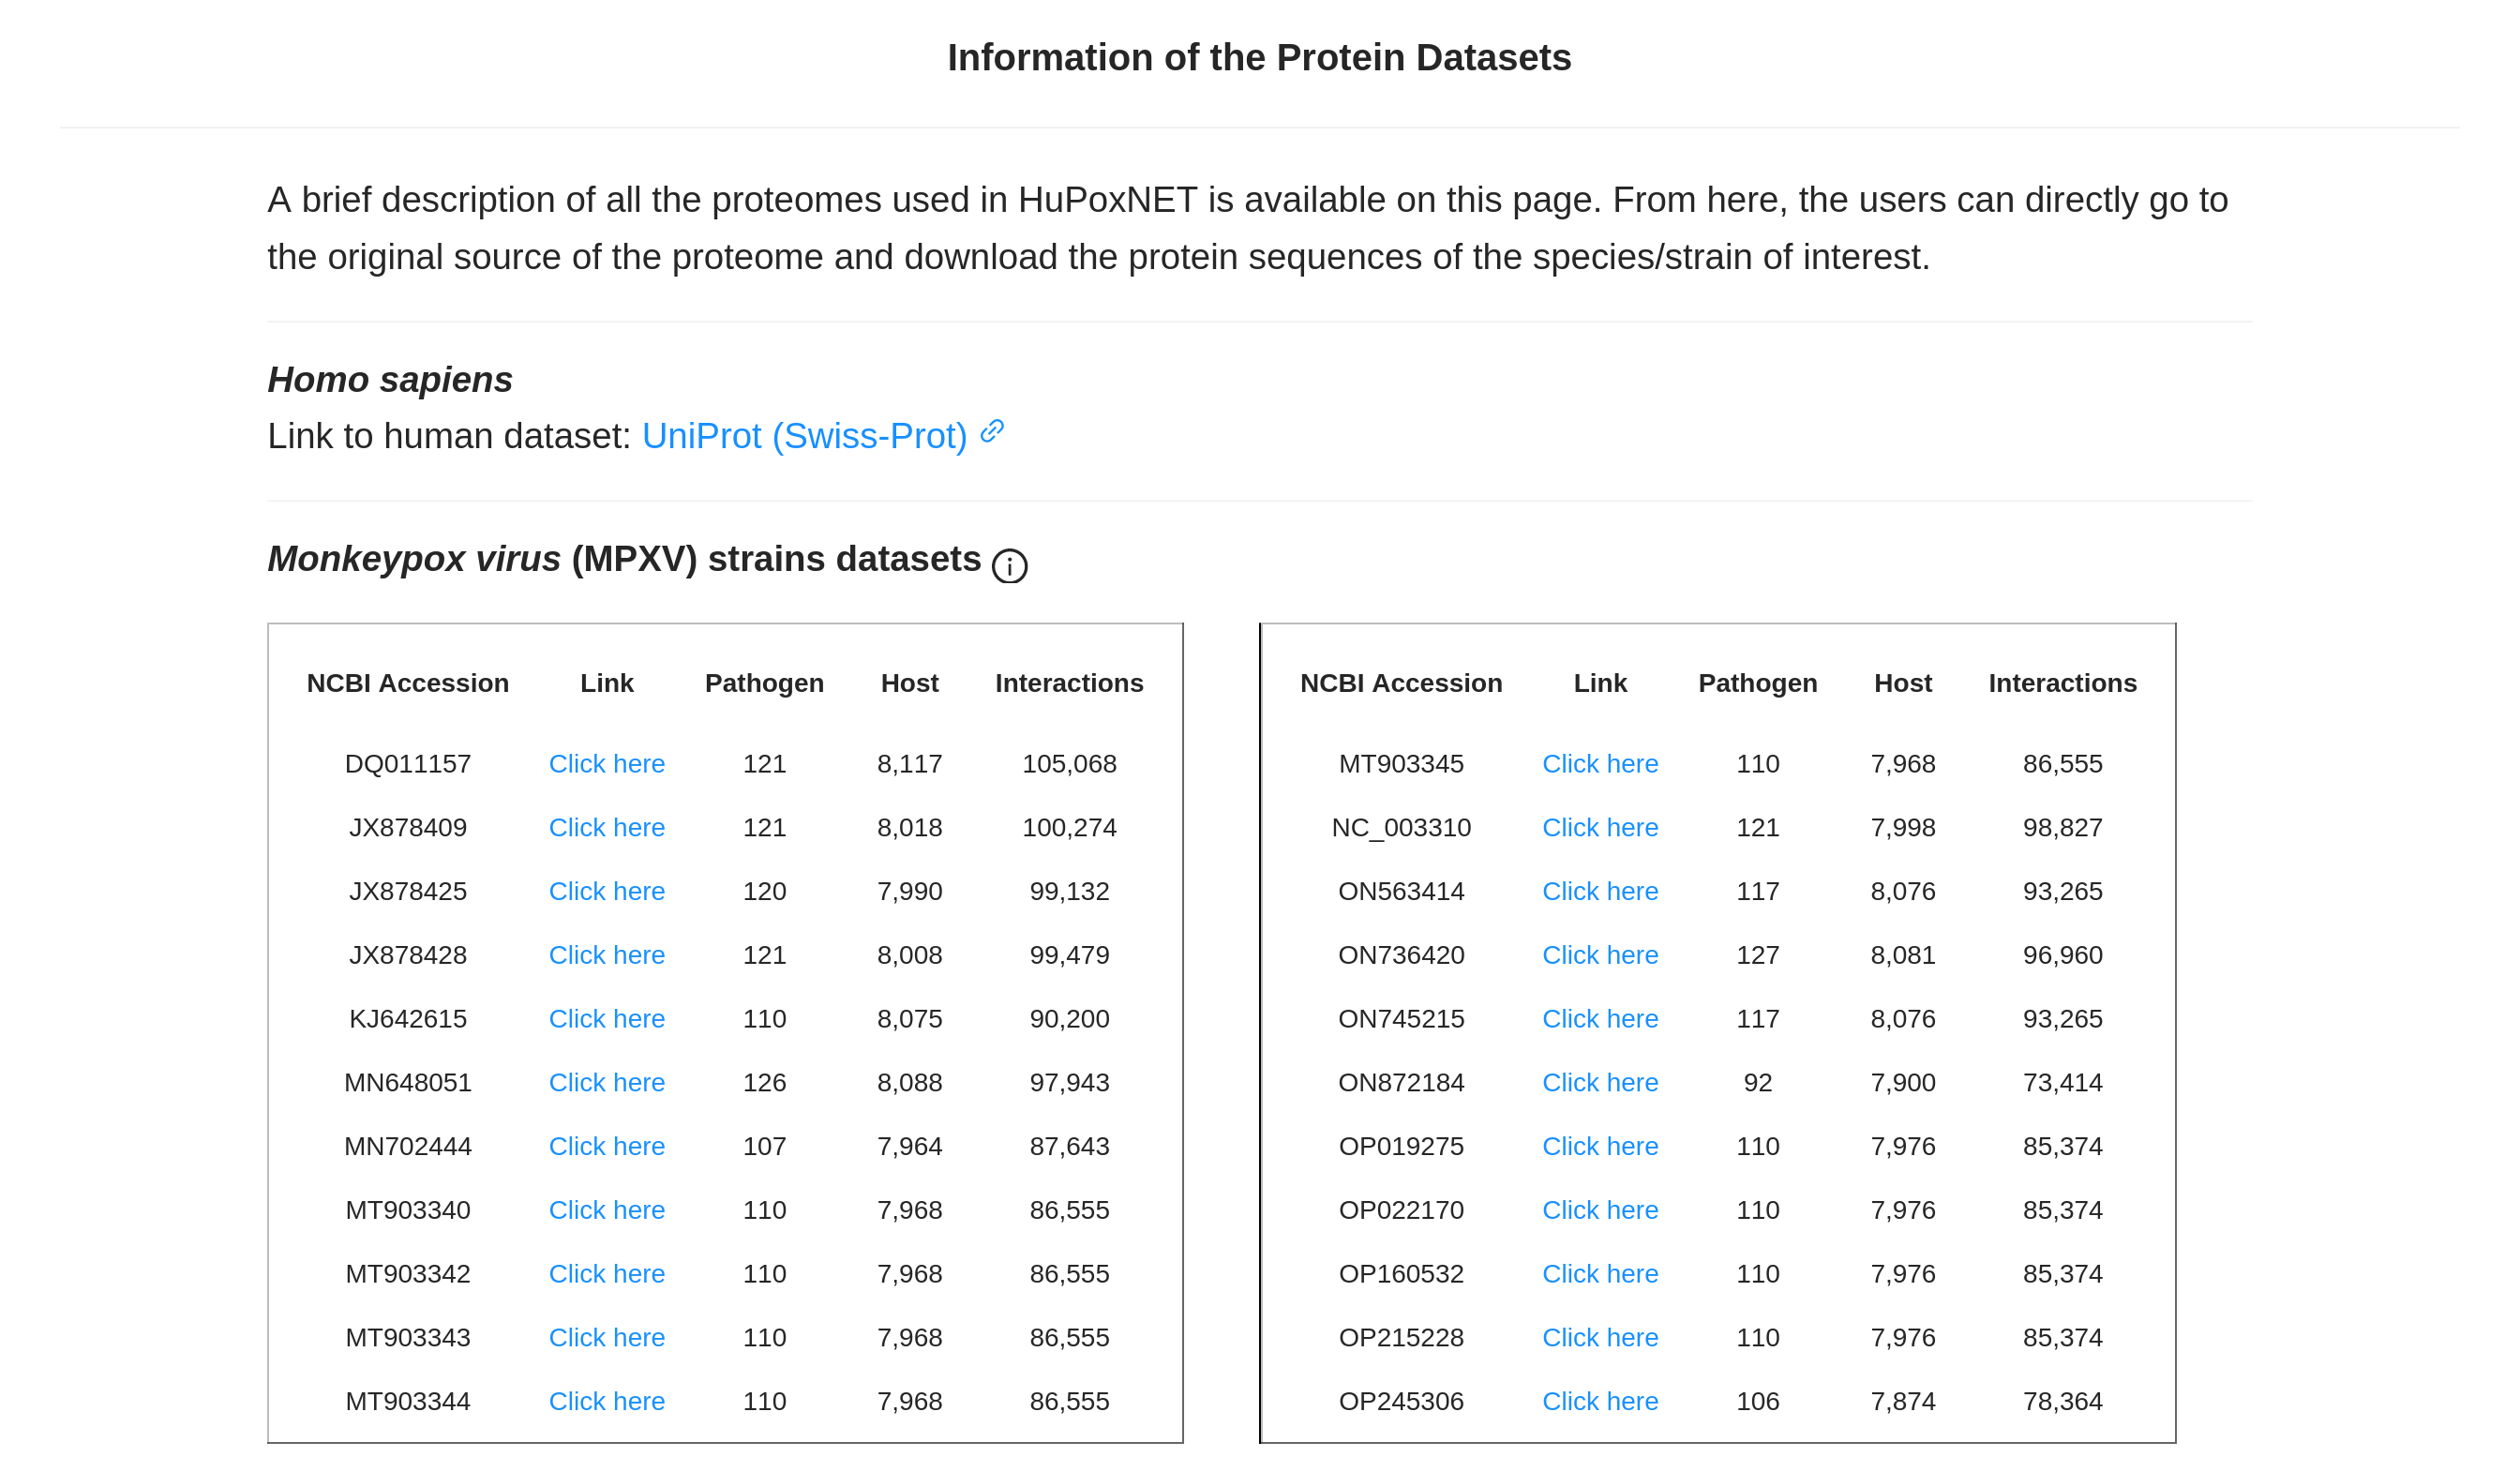 Information of the Protein Datasets
A brief description of all the proteomes used in HuPoxNET is available on this page. From here, the users can directly go to
the original source of the proteome and download the protein sequences of the species/strain of interest.
Homo sapiens
Link to human dataset: UniProt (Swiss-Prot)
Monkeypox virus (MPXV) strains datasets
NCBI Accession Link Pathogen Host Interactions
DQ011157 Click here 121 8,117 105,068
JX878409 Click here 121 8,018 100,274
JX878425 Click here 120 7,990 99,132
JX878428 Click here 121 8,008 99,479
KJ642615 Click here 110 8,075 90,200
MN648051 Click here 126 8,088 97,943
MN702444 Click here 107 7,964 87,643
MT903340 Click here 110 7,968 86,555
MT903342 Click here 110 7,968 86,555
MT903343 Click here 110 7,968 86,555
MT903344 Click here 110 7,968 86,555
NCBI Accession Link Pathogen Host Interactions
MT903345 Click here 110 7,968 86,555
NC_003310 Click here 121 7,998 98,827
ON563414 Click here 117 8,076 93,265
ON736420 Click here 127 8,081 96,960
ON745215 Click here 117 8,076 93,265
ON872184 Click here 92 7,900 73,414
OP019275 Click here 110 7,976 85,374
OP022170 Click here 110 7,976 85,374
OP160532 Click here 110 7,976 85,374
OP215228 Click here 110 7,976 85,374
OP245306 Click here 106 7,874 78,364